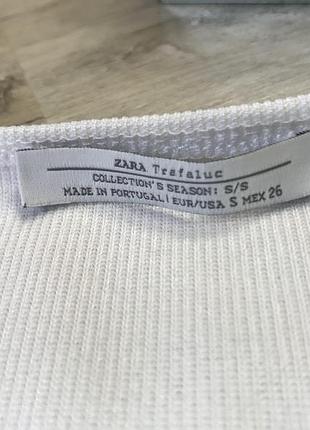 ZARA Trafaluc
COLLECTION'S SEASON: S/S
MADE IN PORTUGAL | EUR/USA S MEX 26